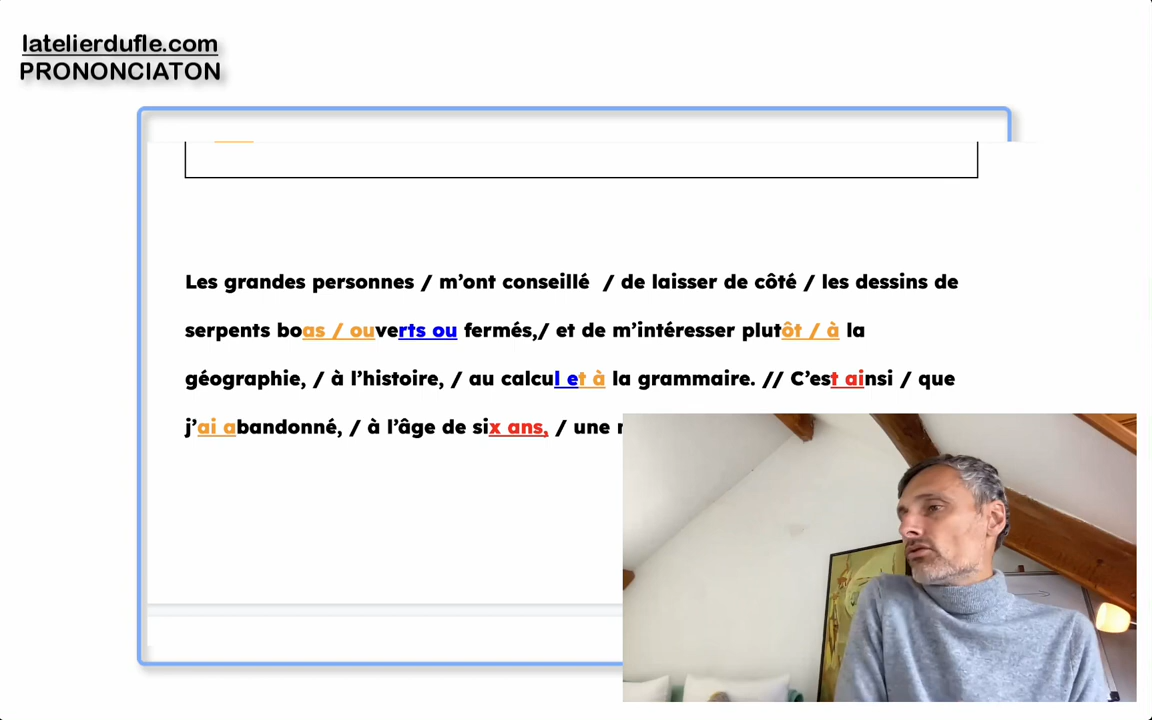 latelierdufle.com
PRONONCIATON
Les grandes personnes / m’ont conseillé / de laisser de côté / les dessins de
serpents boas / ouverts ou fermés,/ et de m’intéresser plutôt / à la
géographie, / à l’histoire, / au calcul et à la grammaire. // C’est ainsi / que
j’ai abandonné, / à l’âge de six ans, / une